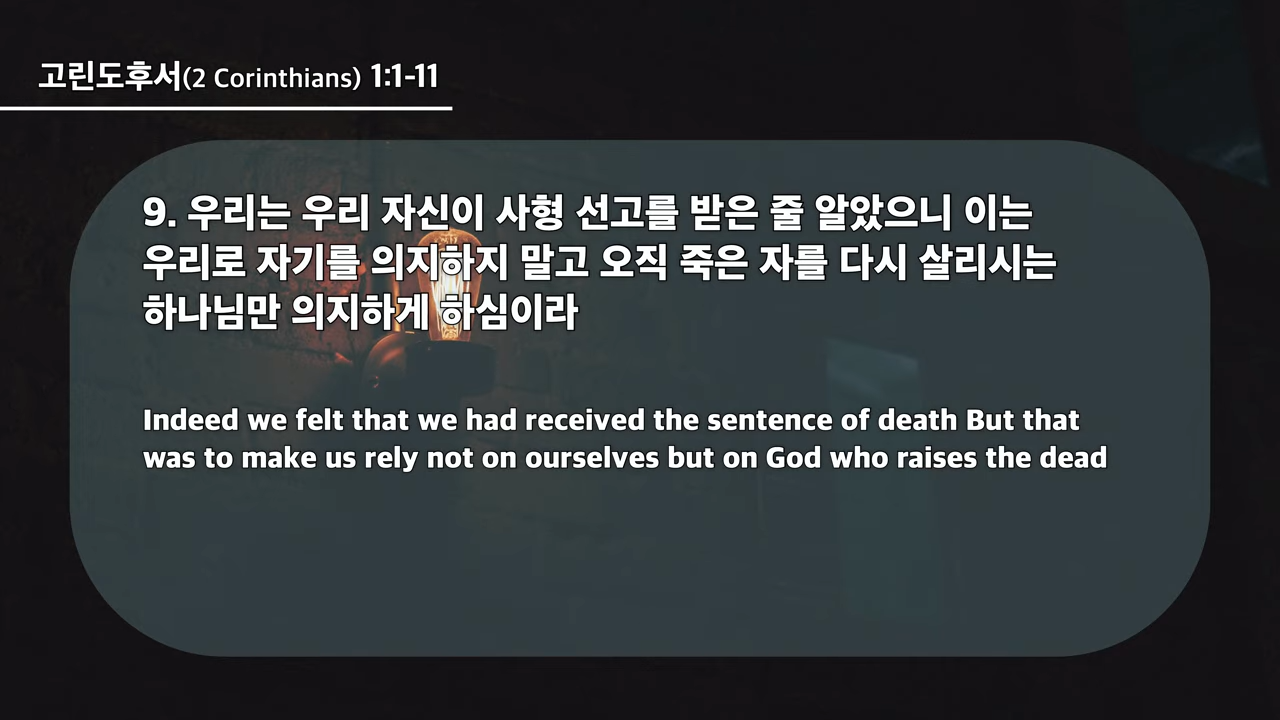 고린도후서(2 Corinthians) 1:1-11
9. 우리는 우리 자신이 사형 선고를 받은 줄 알았으니 이는
우리로 자기를 의지하지 말고 오직 죽은 자를 다시 살리시는
하나님만 의지하게 하심이라
Indeed we felt that we had received the sentence of death But that
was to make us rely not on ourselves but on God who raises the dead